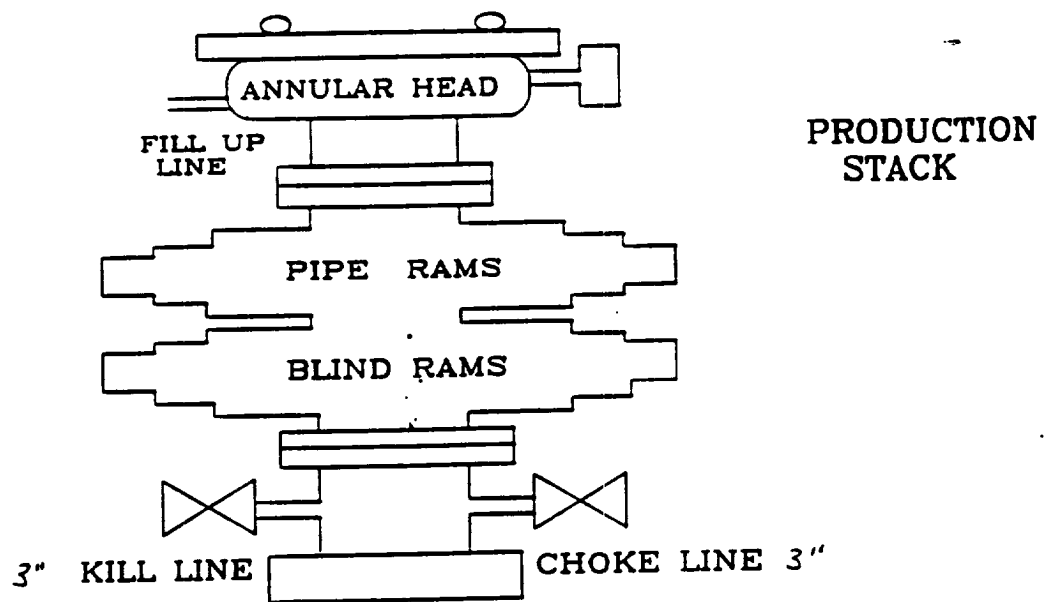 ANNULAR HEAD
FILL UP
LINE
PRODUCTION
STACK
PIPE RAMS
BLIND RAMS
3" KILL LINE
CHOKE LINE 3"